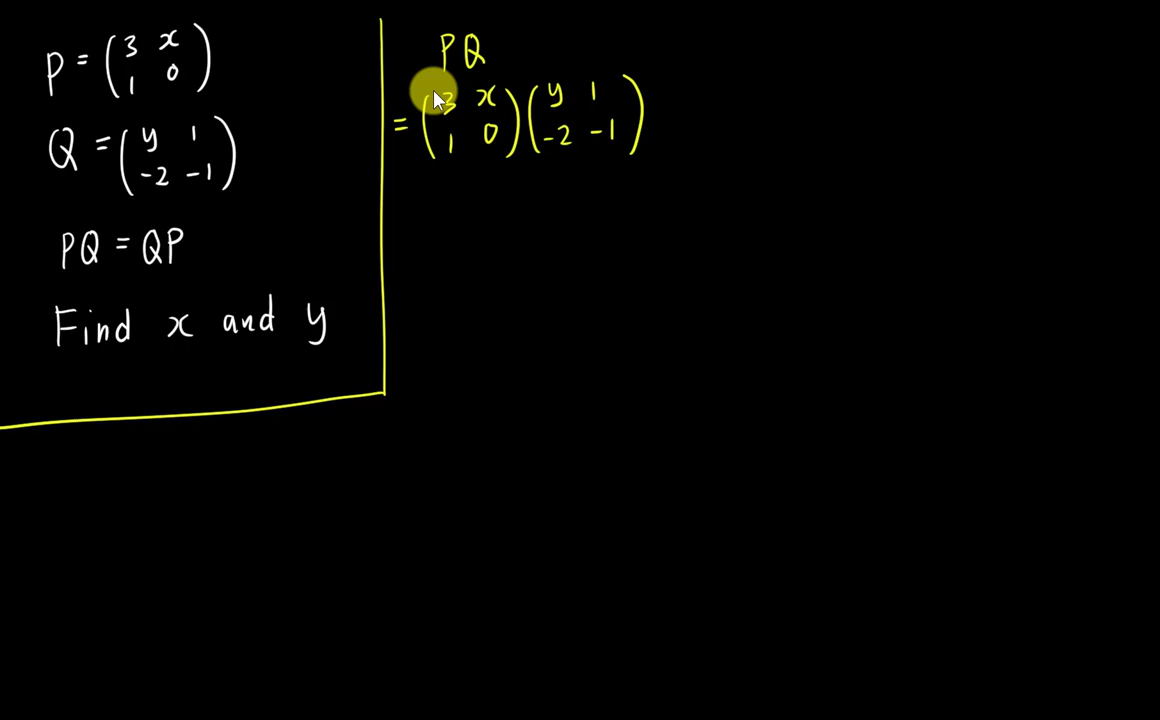 P = (3 x
1 0)
Q = (y 1
-2 -1)
PQ = QP
Find x and y
PQ
= (3 x
1 0) (y 1
-2 -1)